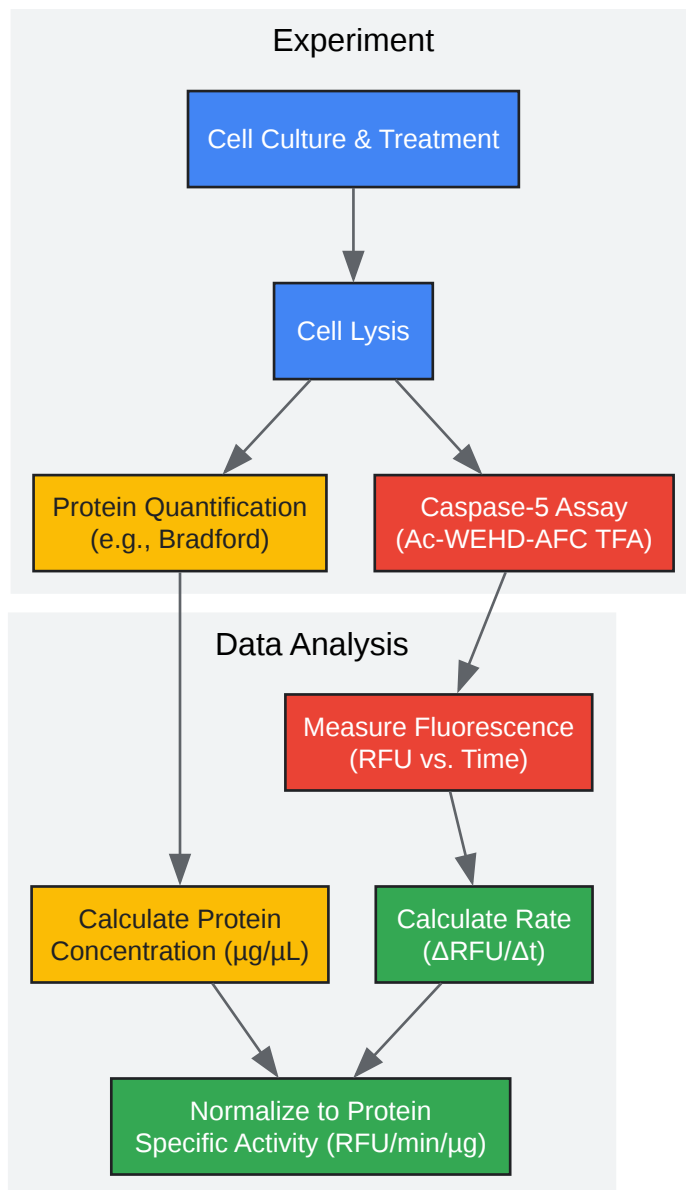 Experiment
Cell Culture & Treatment
Cell Lysis
Protein Quantification
(e.g., Bradford)
Caspase-5 Assay
(Ac-WEHD-AFC TFA)
Data Analysis
Measure Fluorescence
(RFU vs. Time)
Calculate Protein
Concentration (µg/µL)
Calculate Rate
(ΔRFU/Δt)
Normalize to Protein
Specific Activity (RFU/min/µg)